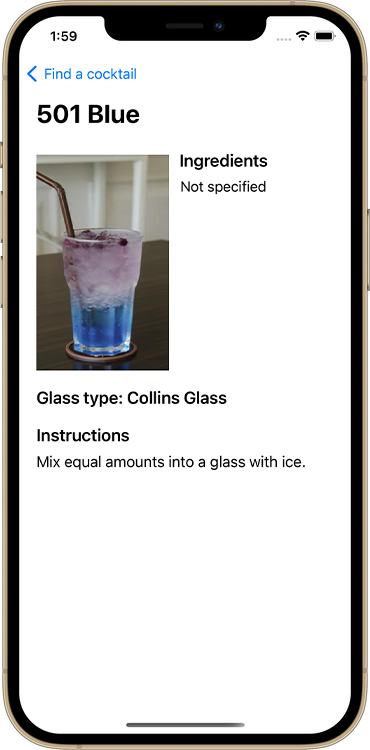 1:59
Find a cocktail
501 Blue
Ingredients
Not specified
Glass type: Collins Glass
Instructions
Mix equal amounts into a glass with ice.